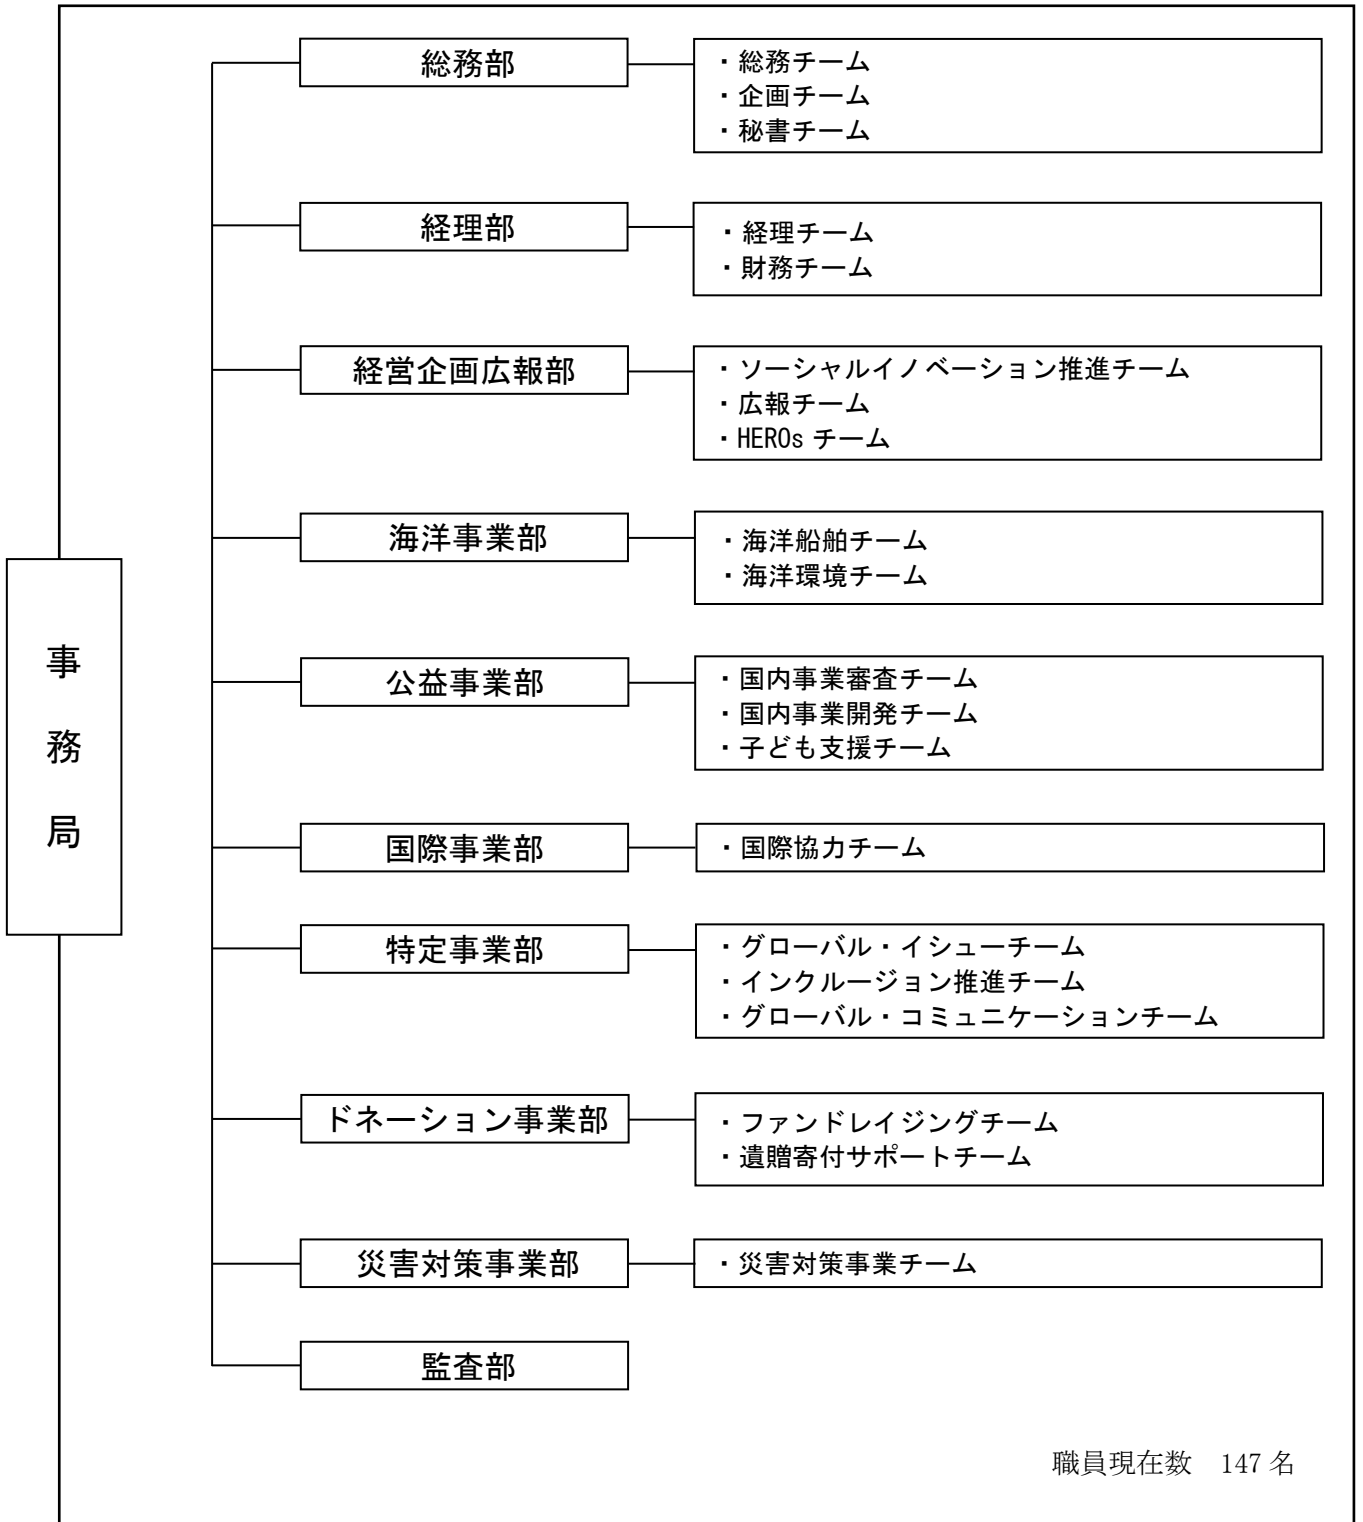 事務局
総務部
・総務チーム
・企画チーム
・秘書チーム
経理部
・経理チーム
・財務チーム
経営企画広報部
・ソーシャルイノベーション推進チーム
・広報チーム
・HEROs チーム
海洋事業部
・海洋船舶チーム
・海洋環境チーム
公益事業部
・国内事業審査チーム
・国内事業開発チーム
・子ども支援チーム
国際事業部
・国際協力チーム
特定事業部
・グローバル・イシューチーム
・インクルージョン推進チーム
・グローバル・コミュニケーションチーム
ドネーション事業部
・ファンドレイジングチーム
・遺贈寄付サポートチーム
災害対策事業部
・災害対策事業チーム
監査部
職員現在数　147 名